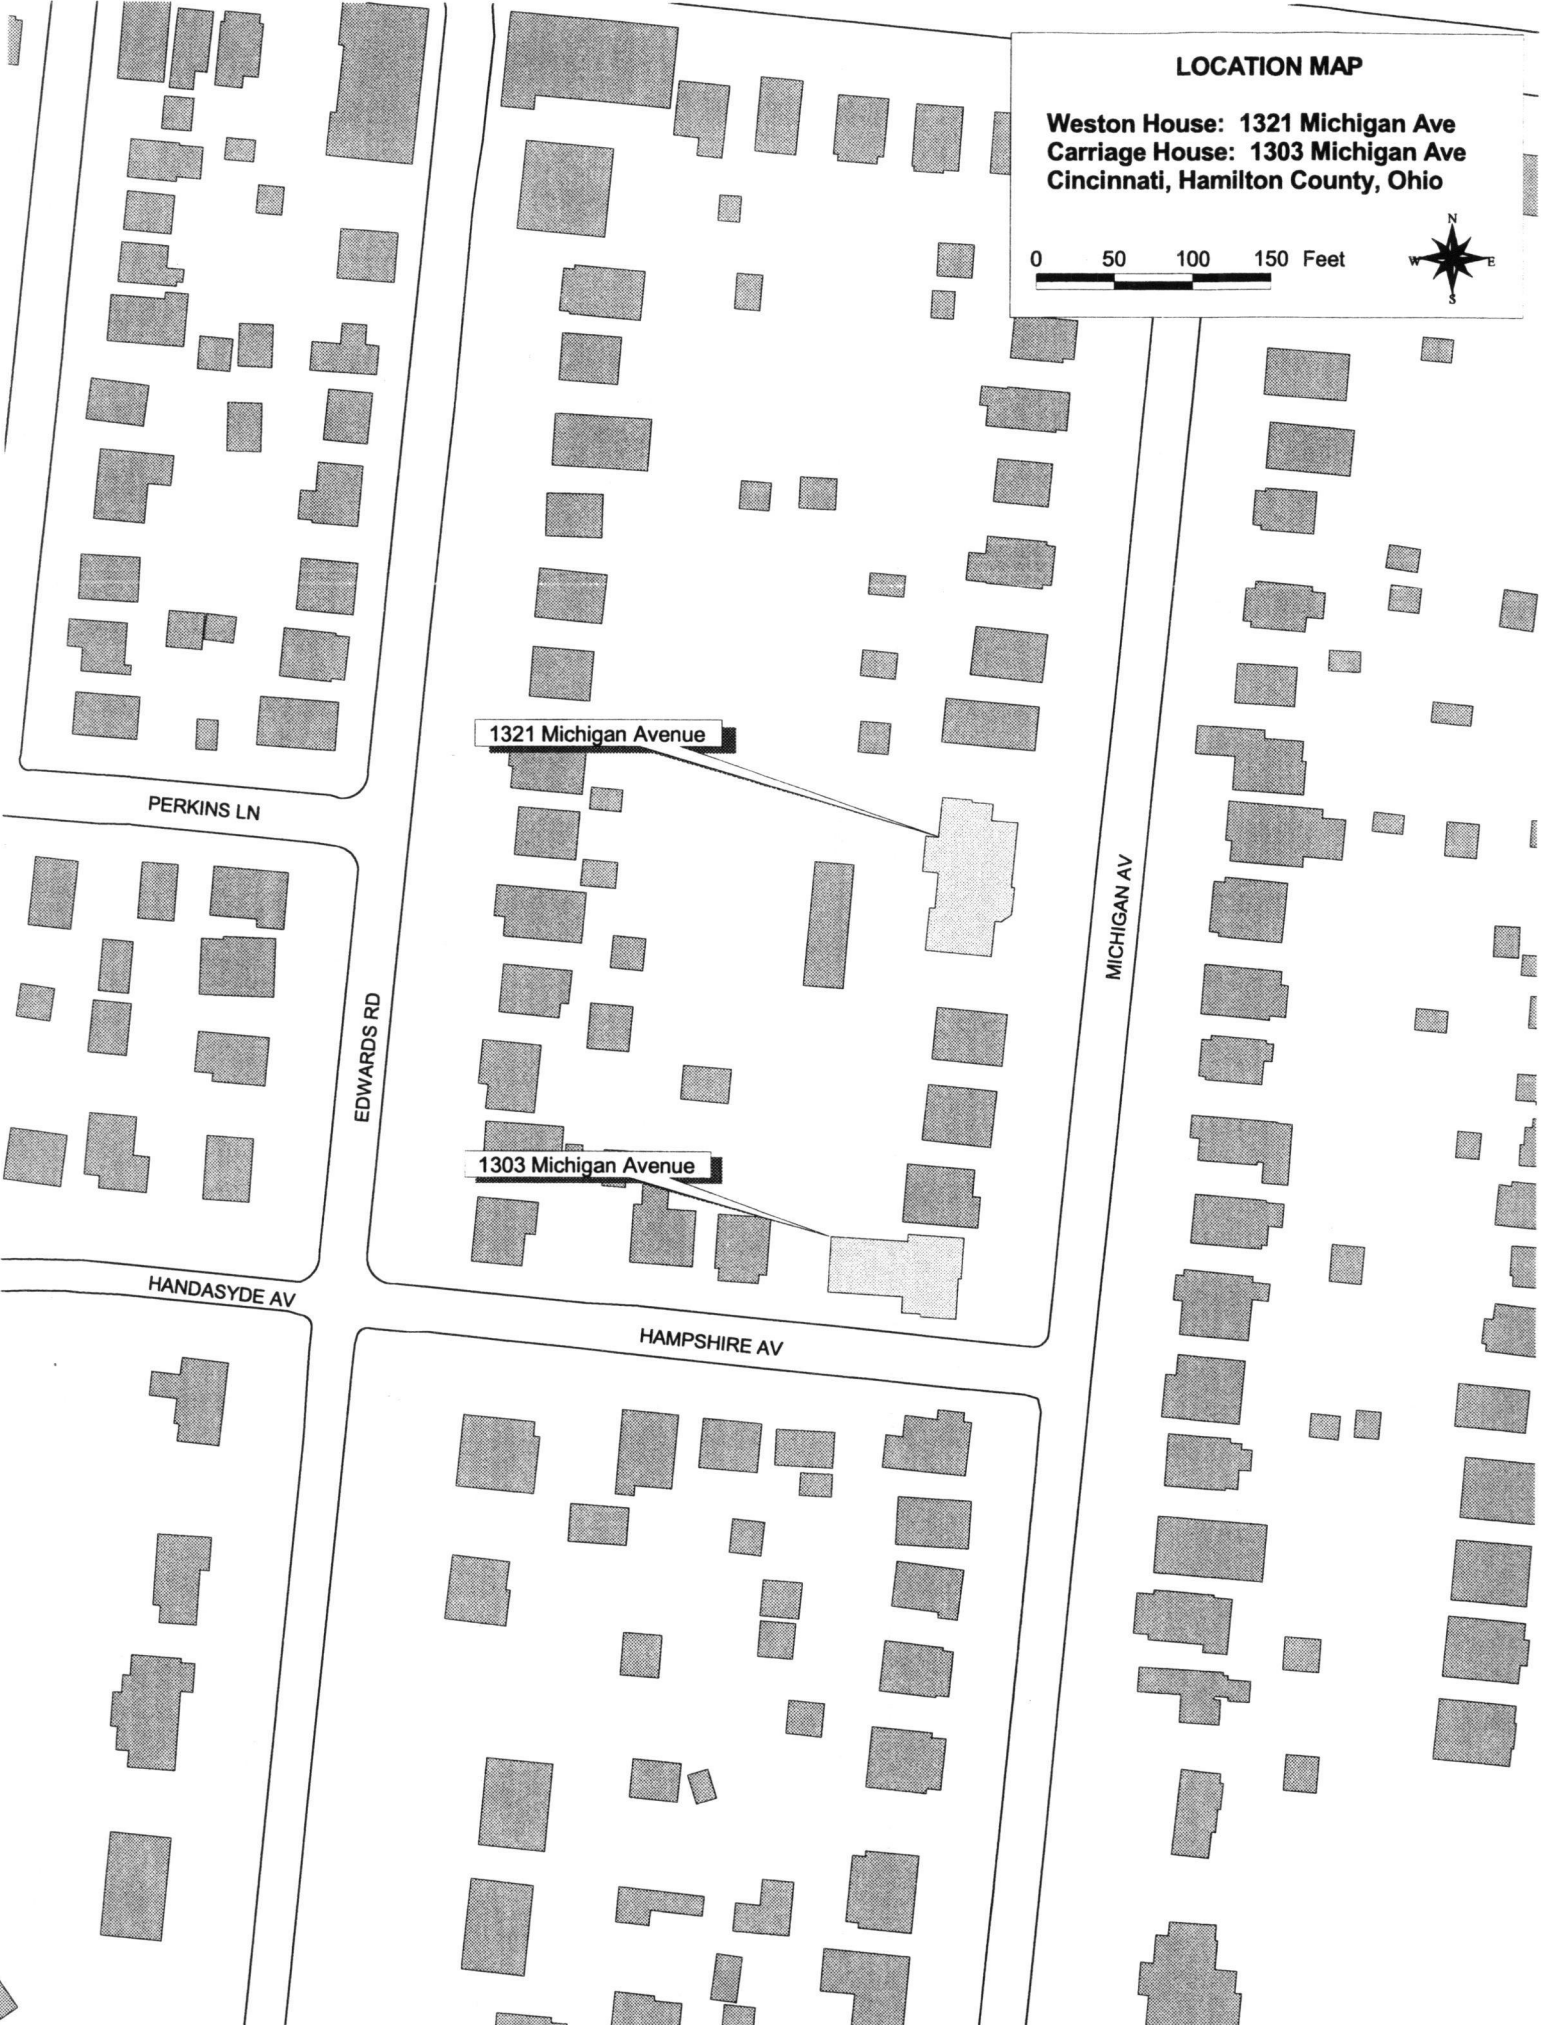 LOCATION MAP
Weston House: 1321 Michigan Ave
Carriage House: 1303 Michigan Ave
Cincinnati, Hamilton County, Ohio
N
W E
S
0 50 100 150 Feet
1321 Michigan Avenue
PERKINS LN
MICHIGAN AV
EDWARDS RD
1303 Michigan Avenue
HANDASYDE AV
HAMPSHIRE AV